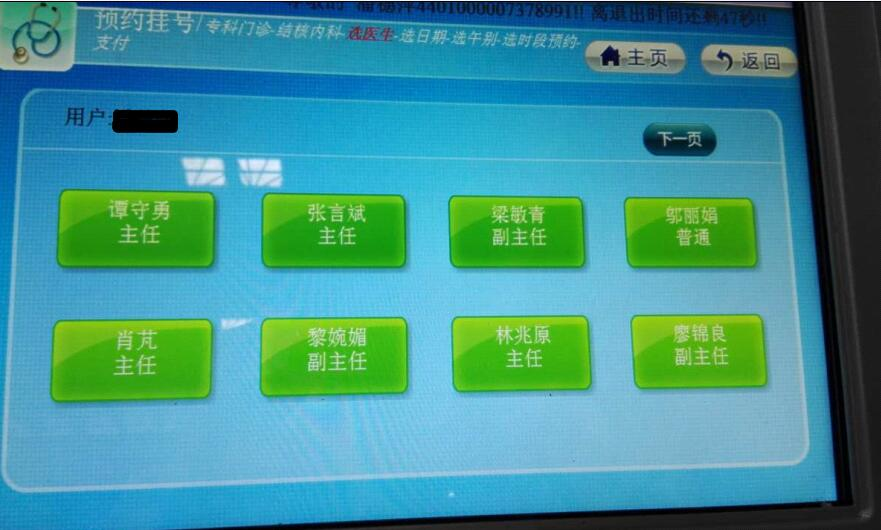 4401000007378991!! 离退出时间还剩47秒!!
预约挂号/专科门诊-结核内科-选医生-选日期-选午别-选时段预约-
支付
主页
返回
用户:
下一页
谭守勇
主任
张言斌
主任
梁敏青
副主任
邬丽娟
普通
肖芃
主任
黎婉媚
副主任
林兆原
主任
廖锦良
副主任